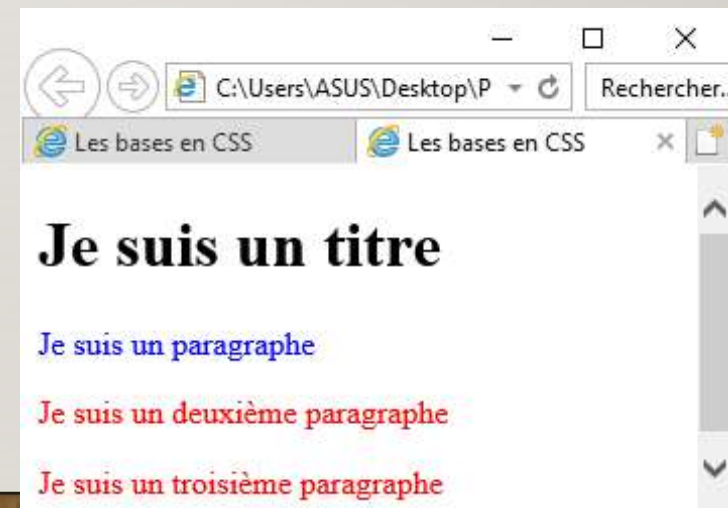 C:\Users\ASUS\Desktop\P
Rechercher...
Les bases en CSS
Les bases en CSS
Je suis un titre
Je suis un paragraphe
Je suis un deuxième paragraphe
Je suis un troisième paragraphe